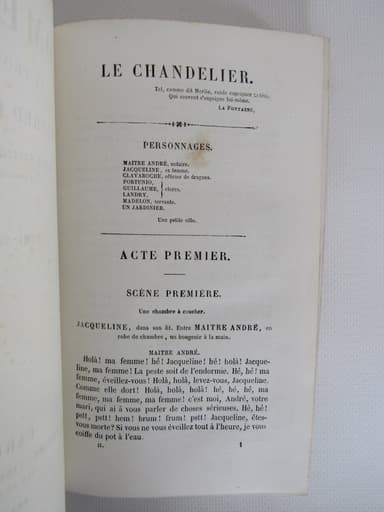 LE CHANDELIER.
Tel, comme dit Merlin, cuide engeigner autrui,
Qui souvent s'engeigne lui-même.
LA FONTAINE.
PERSONNAGES.
MAITRE ANDRÉ, notaire.
JACQUELINE, sa femme.
CLAVAROCHE, officier de dragons.
FORTUNIO,
GUILLAUME, clercs.
LANDRY,
MADELON, servante.
UN JARDINIER.
Une petite ville.
ACTE PREMIER.
SCÈNE PREMIÈRE.
Une chambre à coucher.
JACQUELINE, dans son lit. Entre MAITRE ANDRÉ, en
robe de chambre, un bougeoir à la main.
MAITRE ANDRÉ.
Holà! ma femme! hé! Jacqueline! hé! holà! Jacque-
line, ma femme! La peste soit de l'endormie. Hé, hé! ma
femme, éveillez-vous! Holà, holà, levez-vous, Jacqueline.
Comme elle dort! Holà, holà, holà! hé, hé, hé, ma
femme, ma femme, ma femme! c'est moi, André, votre
mari, qui ai à vous parler de choses sérieuses. Hé, hé!
pstt, pstt! hem! brum! frum! pstt! Jacqueline, êtes-
vous morte? Si vous ne vous éveillez tout à l'heure, je vous
coiffe du pot à l'eau.
II. 1